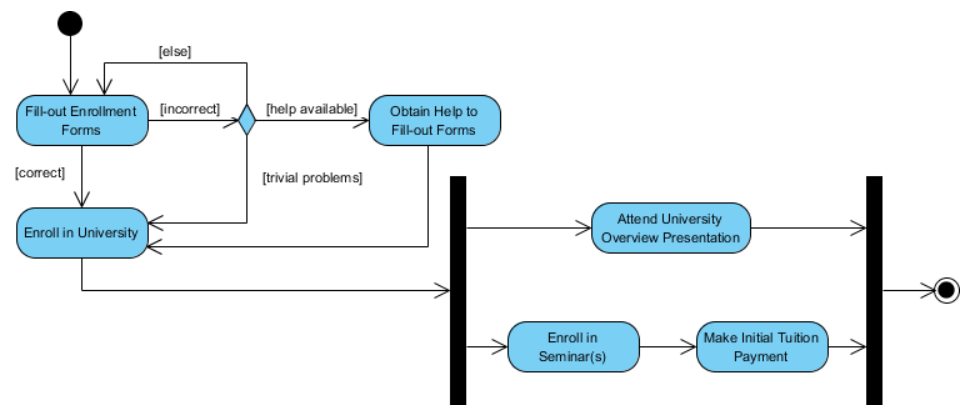 [else]
Fill-out Enrollment
Forms
[incorrect]
[help available]
Obtain Help to
Fill-out Forms
[correct]
[trivial problems]
Enroll in University
Attend University
Overview Presentation
Enroll in
Seminar(s)
Make Initial Tuition
Payment